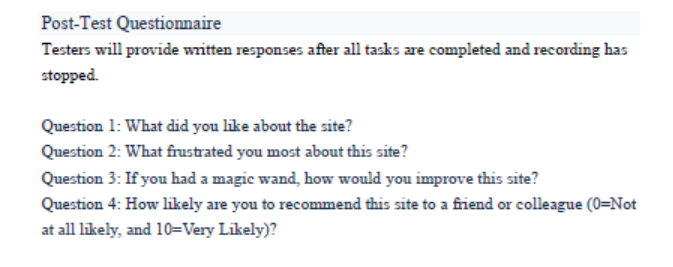 Post-Test Questionnaire
Testers will provide written responses after all tasks are completed and recording has
stopped.
Question 1: What did you like about the site?
Question 2: What frustrated you most about this site?
Question 3: If you had a magic wand, how would you improve this site?
Question 4: How likely are you to recommend this site to a friend or colleague (0=Not
at all likely, and 10=Very Likely)?